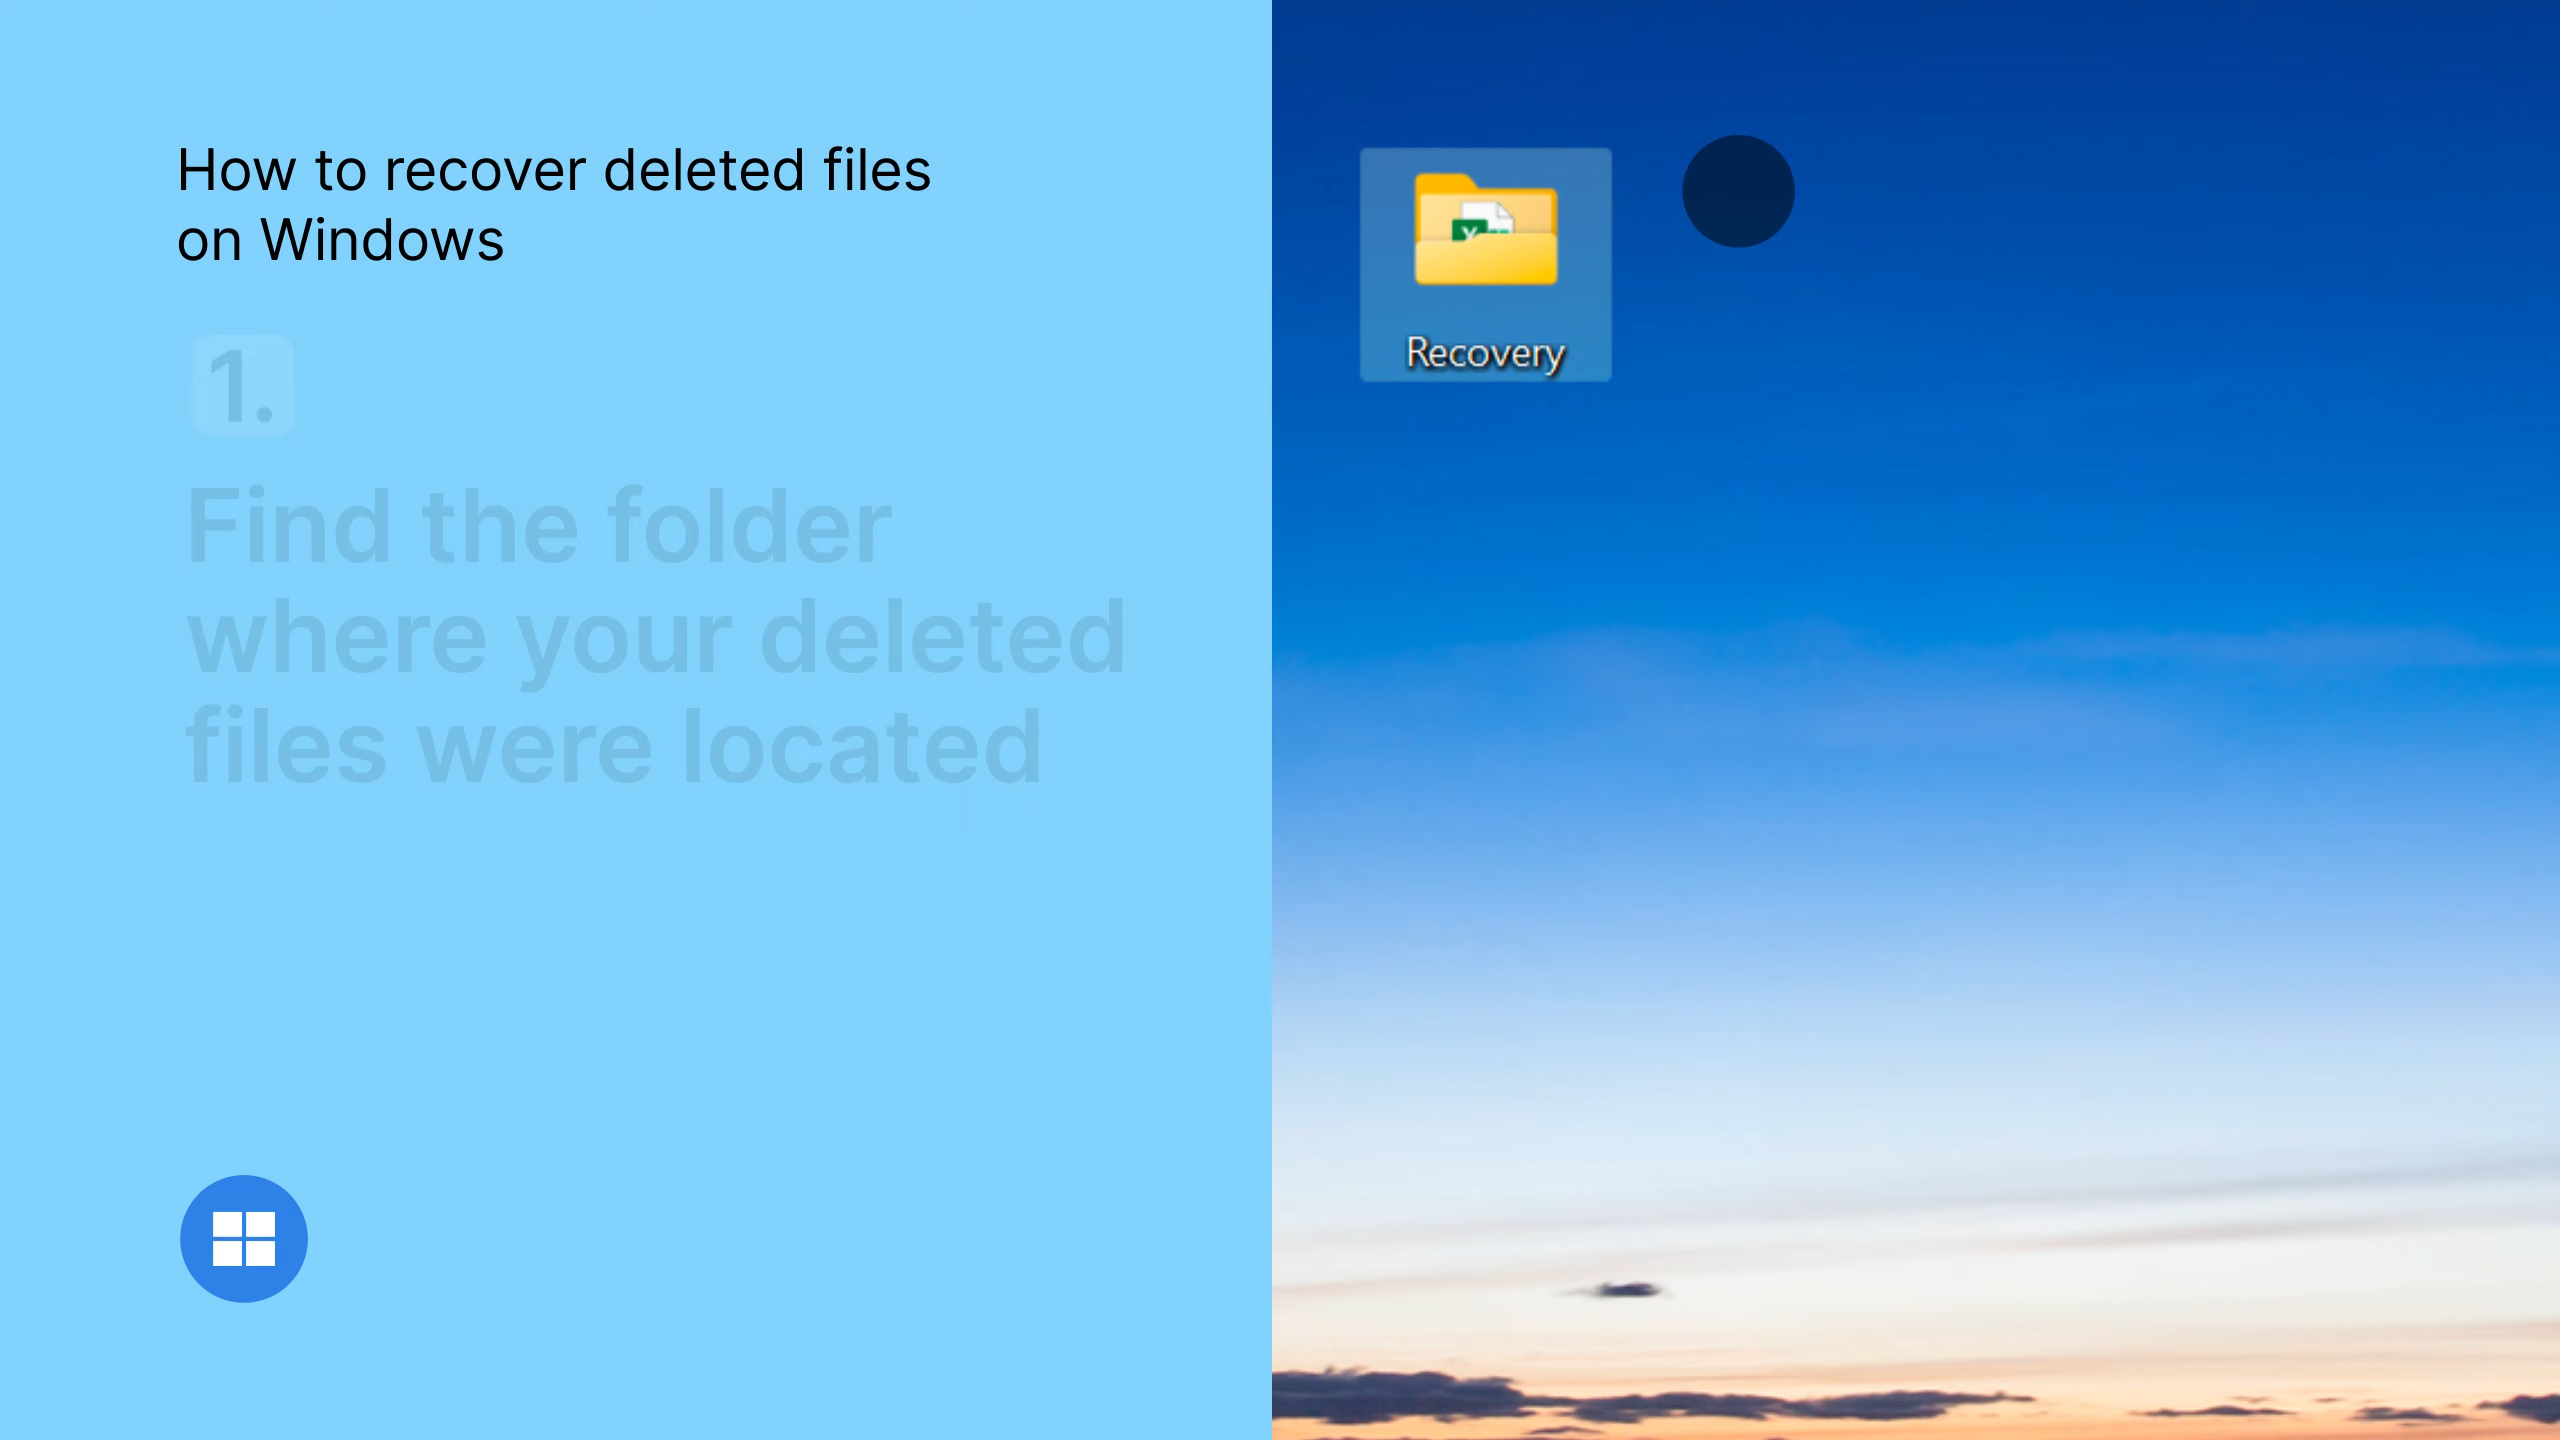 How to recover deleted files
on Windows
1.
Find the folder
where your deleted
files were located
Recovery